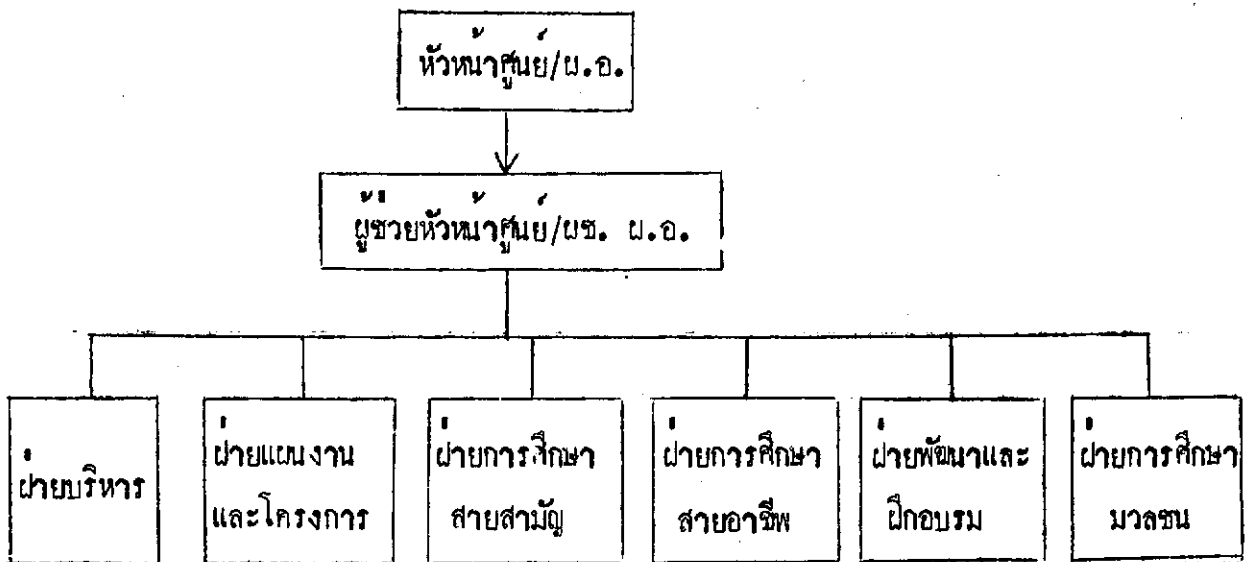 หัวหน้าศูนย์/ผ.อ.
ผู้ช่วยหัวหน้าศูนย์/ผช. ผ.อ.
ฝ่ายบริหาร
ฝ่ายแผนงาน
และโครงการ
ฝ่ายการศึกษา
สายสามัญ
ฝ่ายการศึกษา
สายอาชีพ
ฝ่ายพัฒนาและ
ฝึกอบรม
ฝ่ายการศึกษา
มวลชน